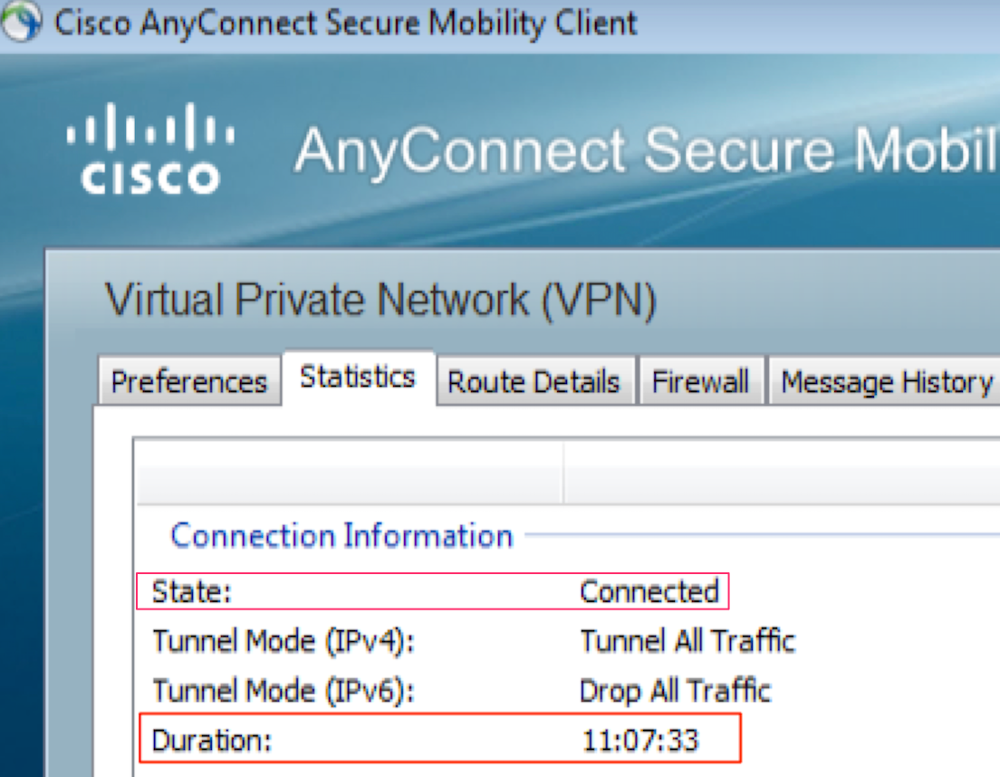 Cisco AnyConnect Secure Mobility Client
CISCO
AnyConnect Secure Mobil
Virtual Private Network (VPN)
Preferences Statistics Route Details Firewall Message History
Connection Information
State: Connected
Tunnel Mode (IPv4): Tunnel All Traffic
Tunnel Mode (IPv6): Drop All Traffic
Duration: 11:07:33